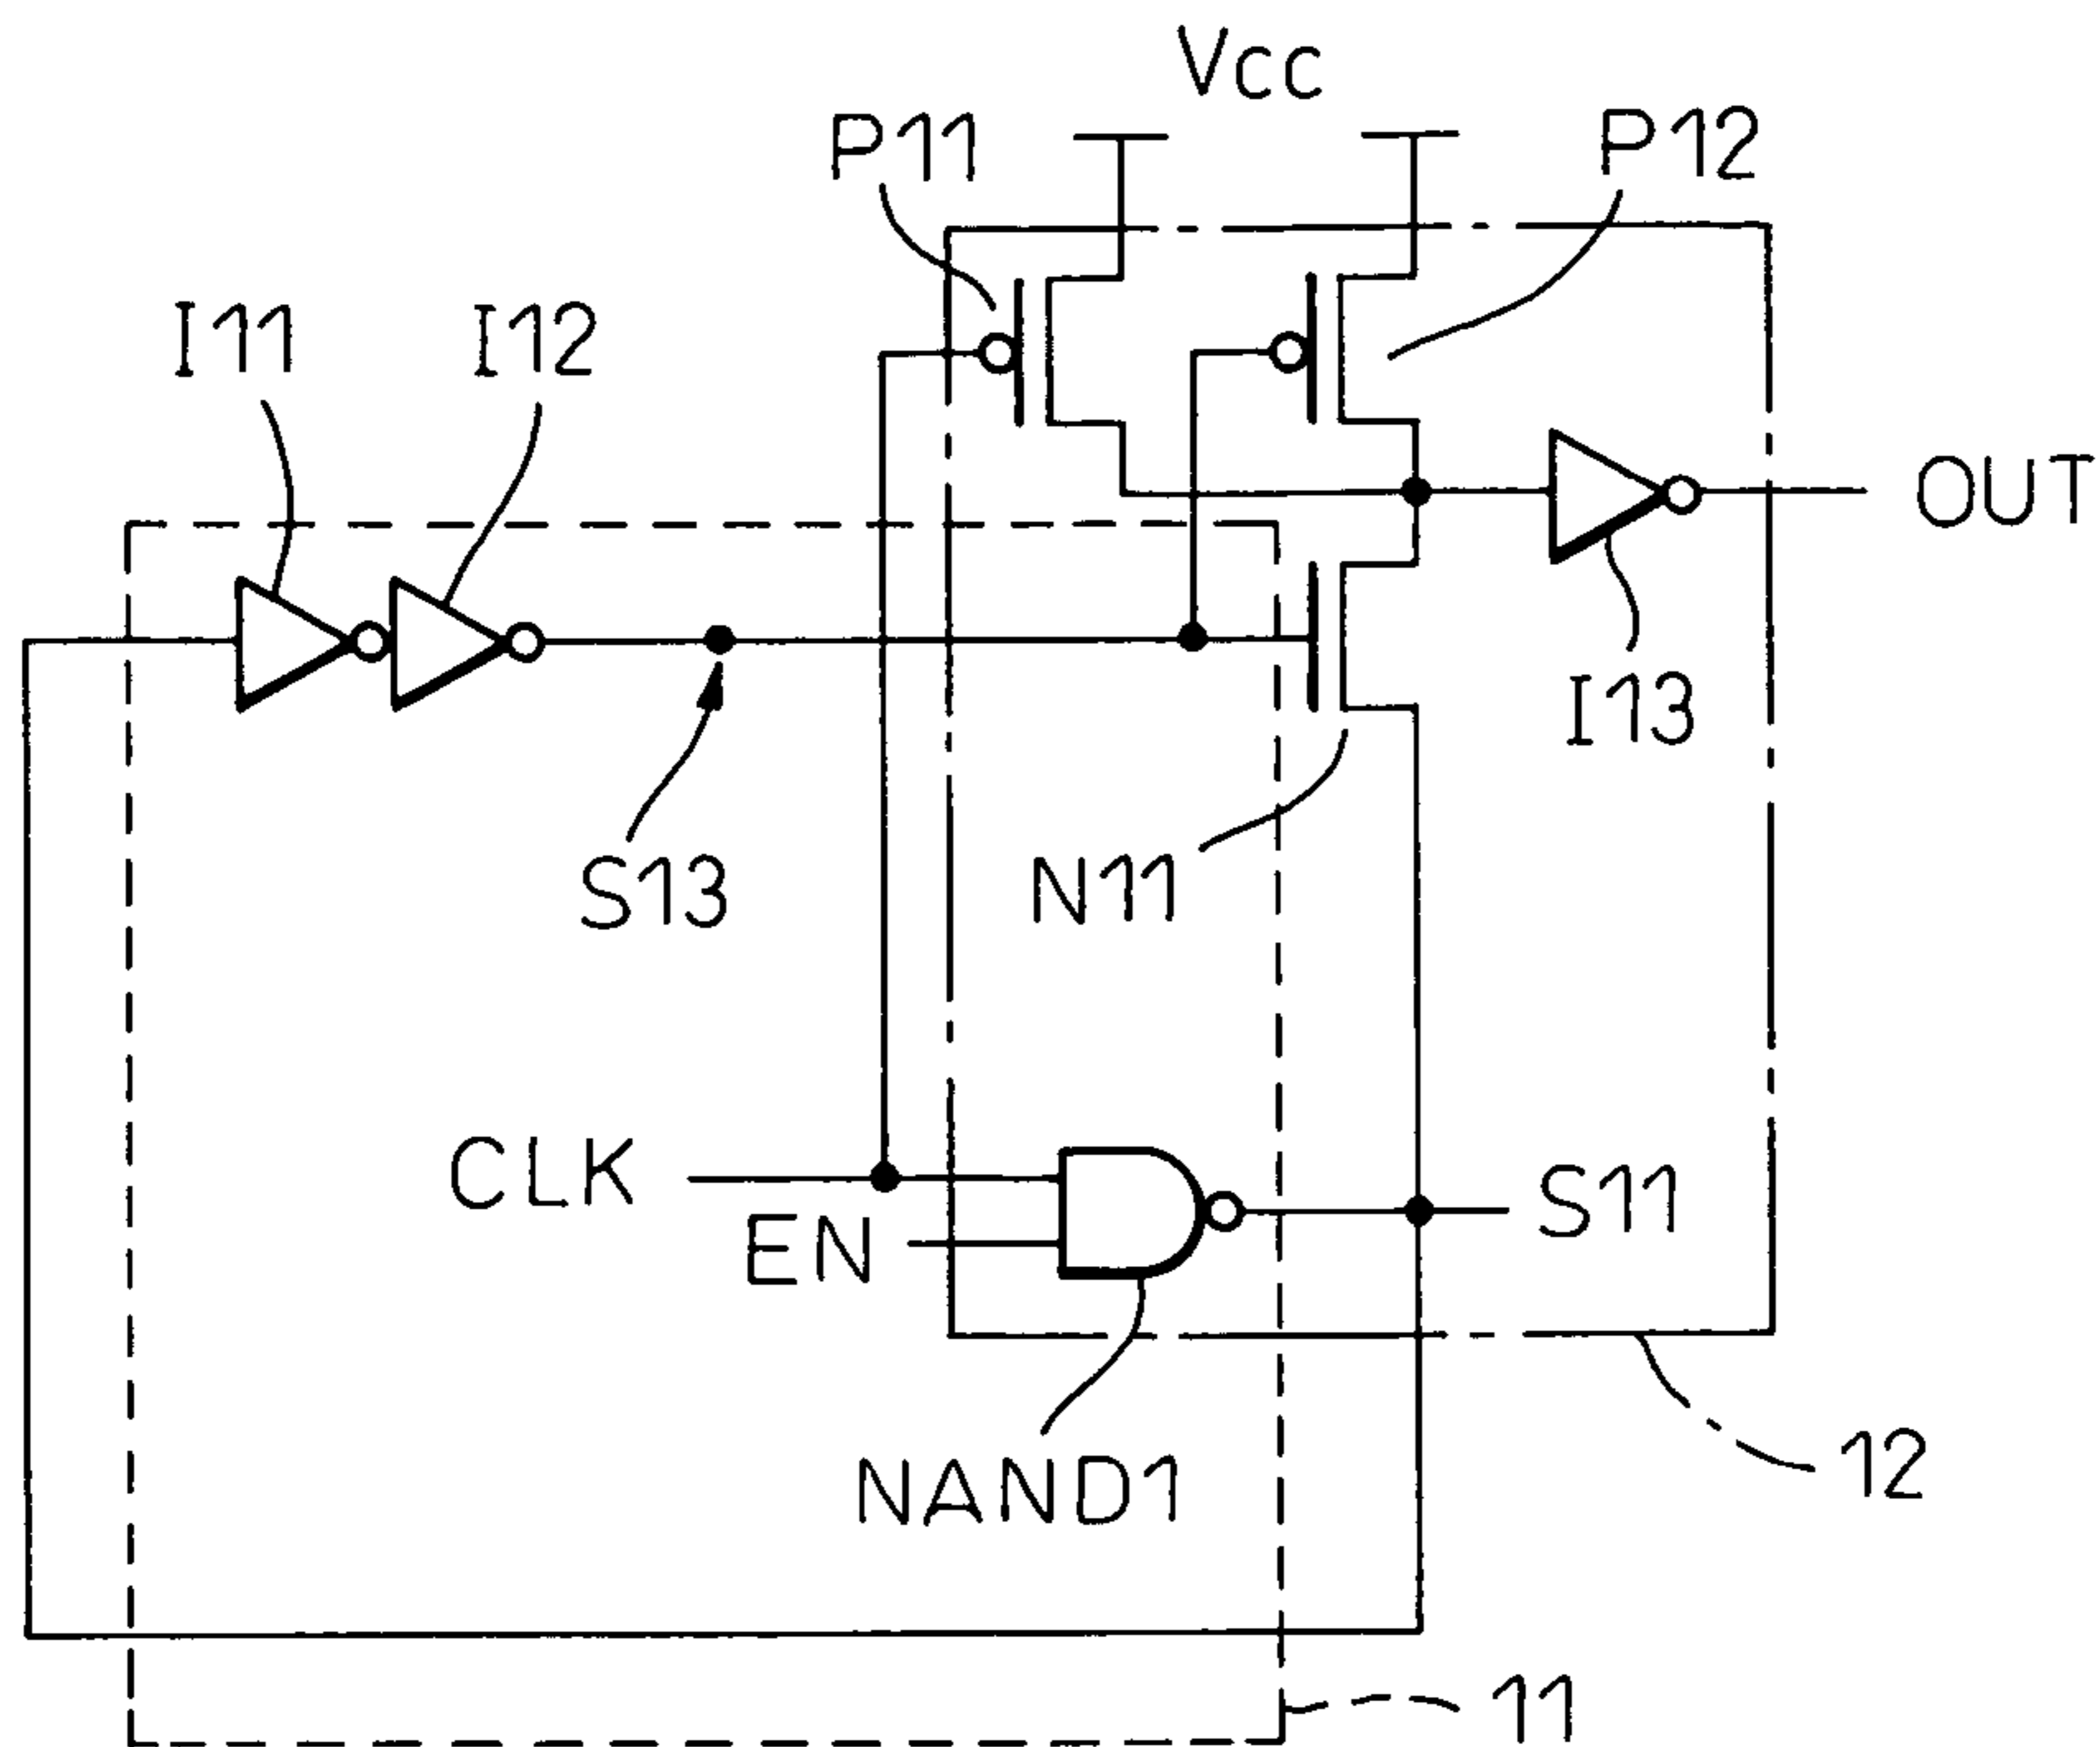 Vcc
P11
P12
I11
I12
OUT
I13
S13
N11
CLK
S11
EN
12
NAND1
11